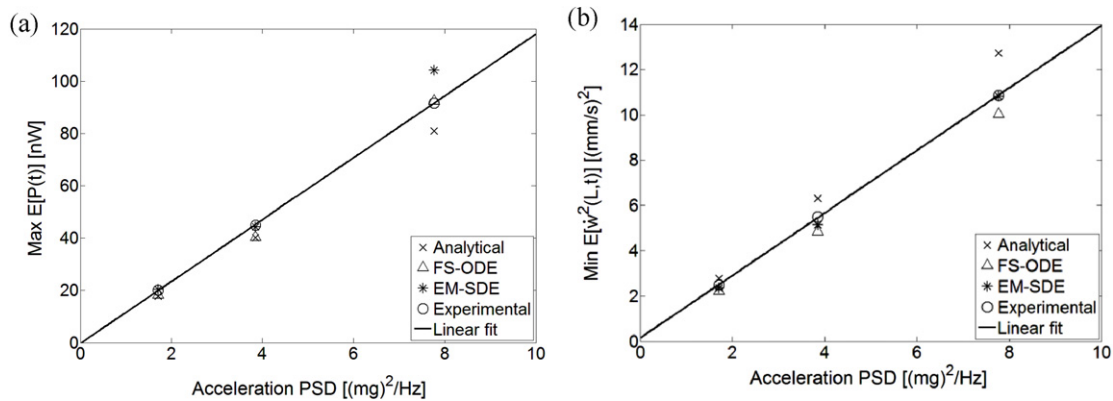 (a)
Max E[P(t)] [nW]
120
100
80
60
40
20
0
0 2 4 6 8 10
Acceleration PSD [(mg)²/Hz]
× Analytical
△ FS-ODE
✳ EM-SDE
○ Experimental
Linear fit
(b)
Min E[ẇ²(L,t)] [(mm/s)²]
14
12
10
8
6
4
2
0
0 2 4 6 8 10
Acceleration PSD [(mg)²/Hz]
× Analytical
△ FS-ODE
✳ EM-SDE
○ Experimental
Linear fit